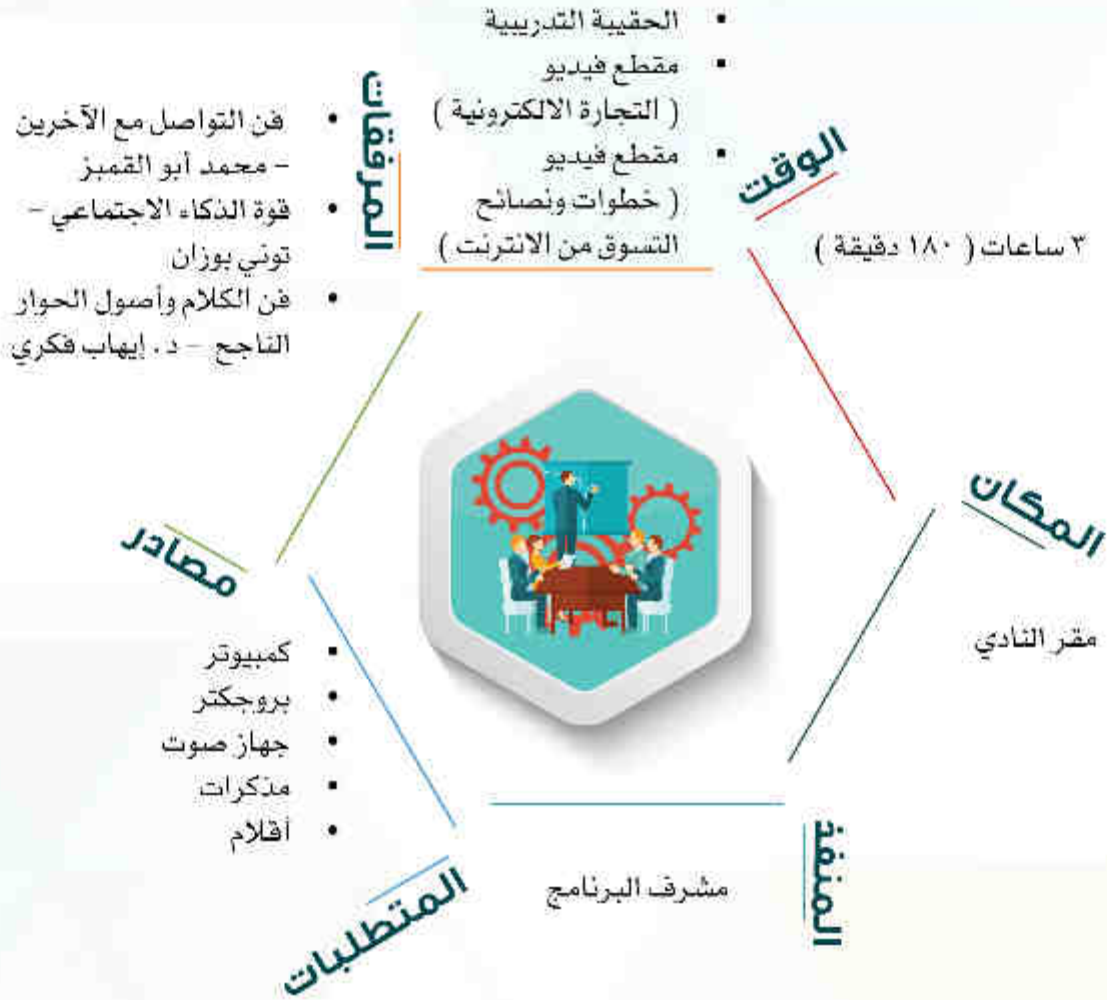 الوقت
٣ ساعات ( ١٨٠ دقيقة )
المكان
مقر النادي
المنفذ
مشرف البرنامج
المتطلبات
▪ كمبيوتر
▪ بروجكتر
▪ جهاز صوت
▪ مذكرات
• أقلام
مصادر
• فن التواصل مع الآخرين
– محمد أبو القمبز
• قوة الذكاء الاجتماعي –
توني بوزان
• فن الكلام وأصول الحوار
الناجح – د. إيهاب فكري
المرفقات
▪ الحقيبة التدريبية
▪ مقطع فيديو
( التجارة الالكترونية )
▪ مقطع فيديو
( خطوات ونصائح
التسوق من الانترنت )